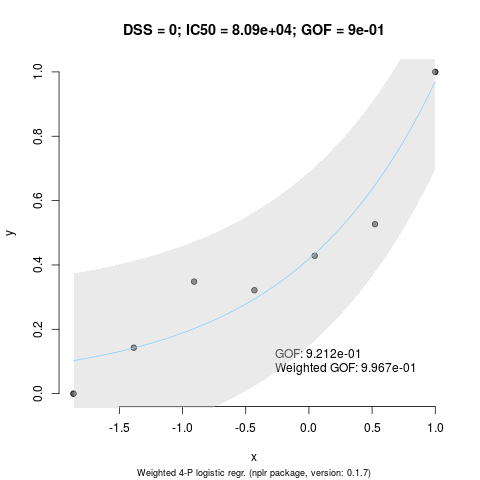 DSS = 0; IC50 = 8.09e+04; GOF = 9e-01
1.0
0.8
0.6
0.4
0.2
0.0
y
GOF: 9.212e-01
Weighted GOF: 9.967e-01
-1.5 -1.0 -0.5 0.0 0.5 1.0
x
Weighted 4-P logistic regr. (nplr package, version: 0.1.7)